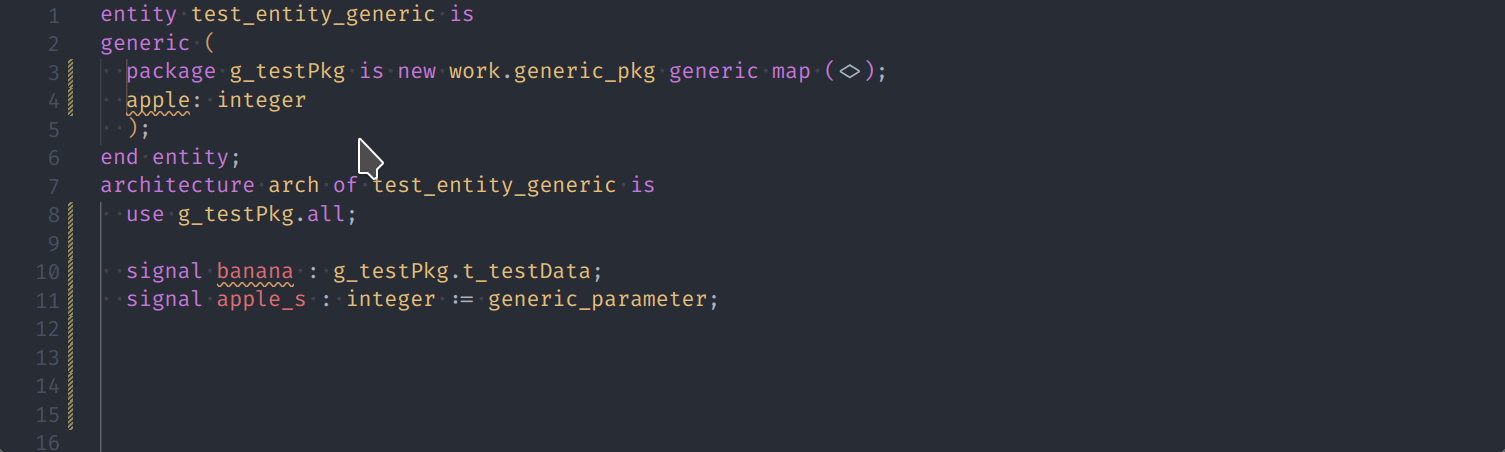 1 entity test_entity_generic is
2 generic (
3   package g_testPkg is new work.generic_pkg generic map (<>);
4   apple: integer
5   );
6 end entity;
7 architecture arch of test_entity_generic is
8   use g_testPkg.all;
9
10   signal banana : g_testPkg.t_testData;
11   signal apple_s : integer := generic_parameter;
12
13
14
15
16